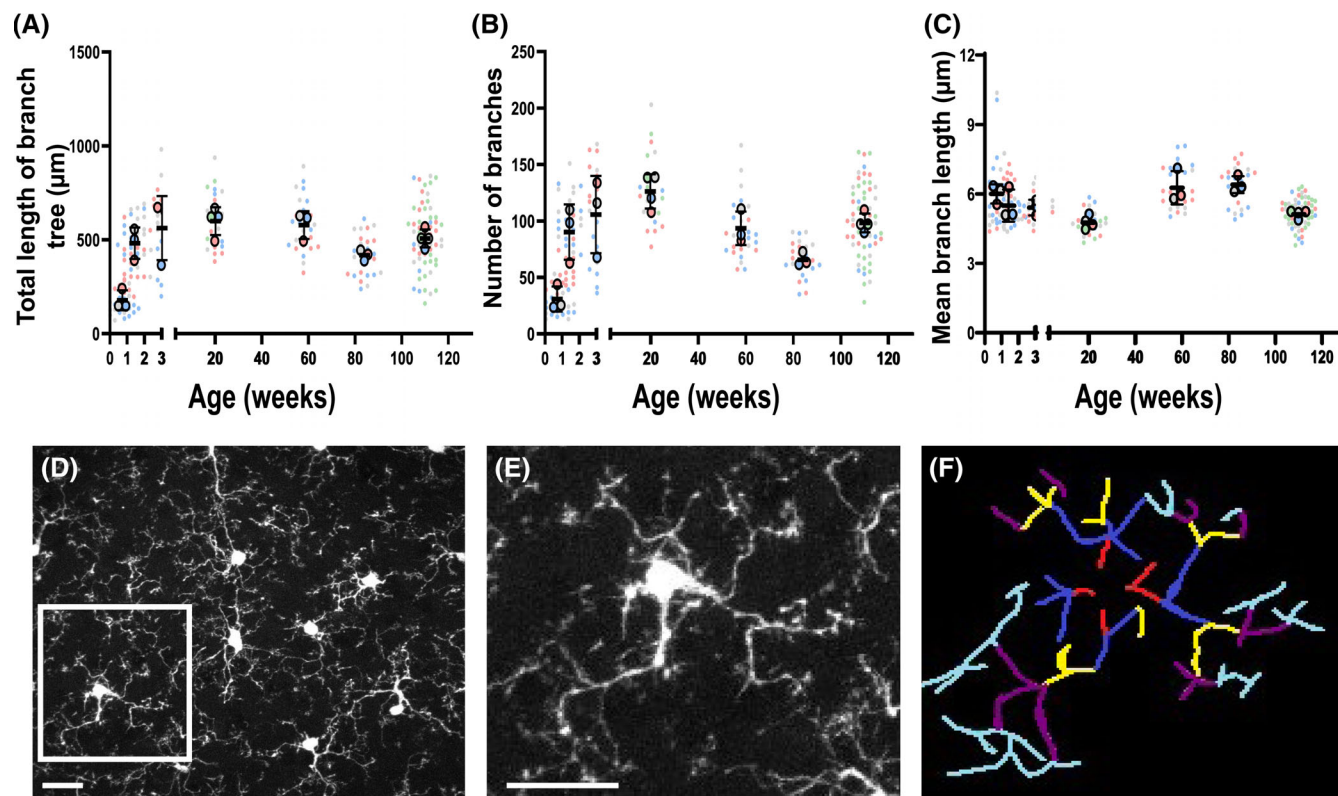 (A)
Total length of branch
tree (µm)
1500
1000
500
0
0 1 2 3 20 40 60 80 100 120
Age (weeks)
(B)
Number of branches
250
200
150
100
50
0
0 1 2 3 20 40 60 80 100 120
Age (weeks)
(C)
Mean branch length (µm)
12
9
6
3
0
0 1 2 3 20 40 60 80 100 120
Age (weeks)
(D)
(E)
(F)